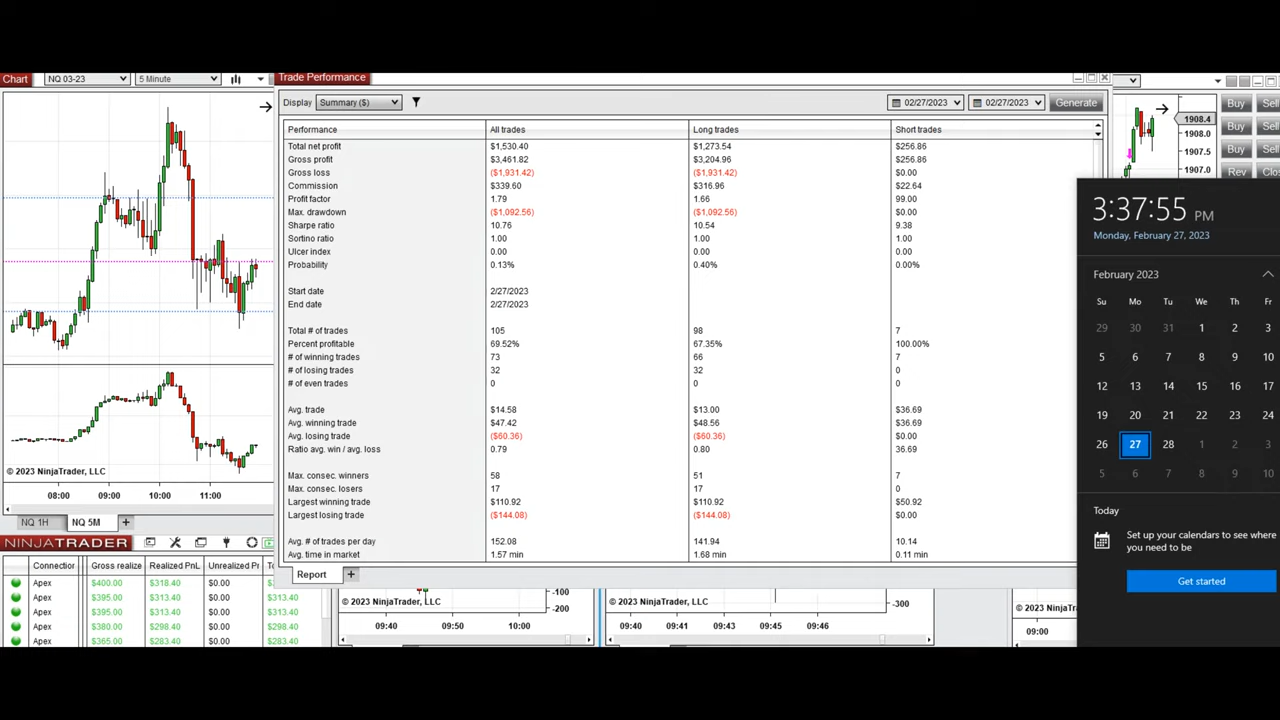 Chart NQ 03-23 5 Minute
Trade Performance
Display Summary ($) 02/27/2023 02/27/2023 Generate
Performance All trades Long trades Short trades
Total net profit $1,530.40 $1,273.54 $256.86
Gross profit $3,461.82 $3,204.96 $256.86
Gross loss ($1,931.42) ($1,931.42) $0.00
Commission $339.60 $316.96 $22.64
Profit factor 1.79 1.66 99.00
Max. drawdown ($1,092.56) ($1,092.56) $0.00
Sharpe ratio 10.76 10.54 9.38
Sortino ratio 1.00 1.00 1.00
Ulcer index 0.00 0.00 0.00
Probability 0.13% 0.40% 0.00%
Start date 2/27/2023
End date 2/27/2023
Total # of trades 105 98 7
Percent profitable 69.52% 67.35% 100.00%
# of winning trades 73 66 7
# of losing trades 32 32 0
# of even trades 0 0 0
Avg. trade $14.58 $13.00 $36.69
Avg. winning trade $47.42 $48.56 $36.69
Avg. losing trade ($60.36) ($60.36) $0.00
Ratio avg. win / avg. loss 0.79 0.80 36.69
Max. consec. winners 58 51 7
Max. consec. losers 17 17 0
Largest winning trade $110.92 $110.92 $50.92
Largest losing trade ($144.08) ($144.08) $0.00
Avg. # of trades per day 152.08 141.94 10.14
Avg. time in market 1.57 min 1.68 min 0.11 min
Report +
© 2023 NinjaTrader, LLC
08:00 09:00 10:00 11:00
NQ 1H NQ 5M +
NINJATRADER
Connection Gross realize Realized PnL Unrealized Pr To
Apex $400.00 $318.40 $0.00 $318.40
Apex $395.00 $313.40 $0.00 $313.40
Apex $395.00 $313.40 $0.00 $313.40
Apex $380.00 $298.40 $0.00 $298.40
Apex $365.00 $283.40 $0.00 $283.40
© 2023 NinjaTrader, LLC
-100
-200
09:40 09:50 10:00
© 2023 NinjaTrader, LLC
-300
09:40 09:41 09:43 09:45 09:46
© 2023 NinjaTra
09:00
1908.4
1908.0
1907.5
1907.0
Buy Sell
Buy Sell
Buy Sell
Rev Clos
3:37:55 PM
Monday, February 27, 2023
February 2023
Su Mo Tu We Th Fr
29 30 31 1 2 3
5 6 7 8 9 10
12 13 14 15 16 17
19 20 21 22 23 24
26 27 28 1 2 3
5 6 7 8 9 10
Today
Set up your calendars to see where
you need to be
Get started